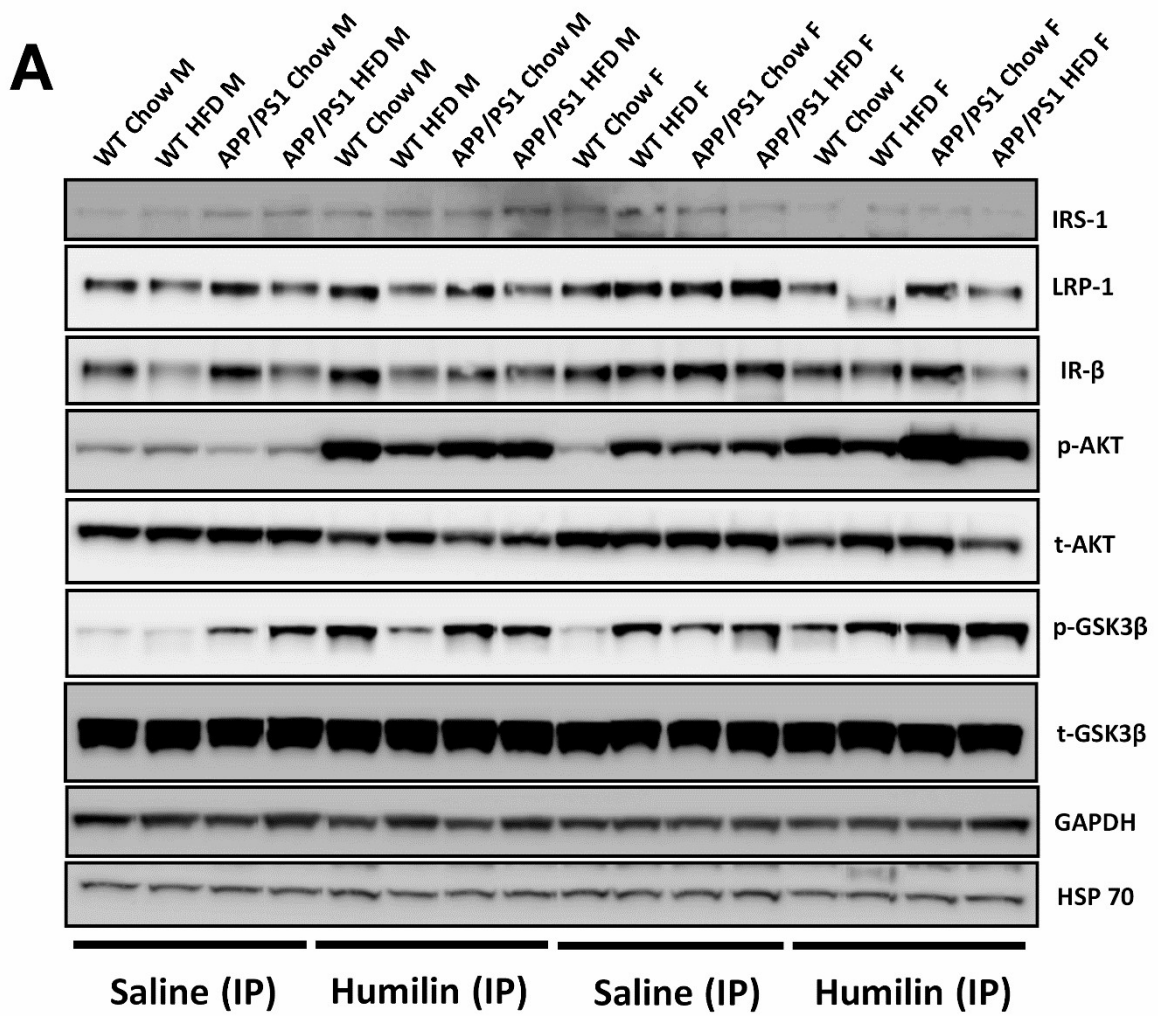 A
WT Chow M
WT HFD M
APP/PS1 Chow M
APP/PS1 HFD M
WT Chow M
WT HFD M
APP/PS1 Chow M
APP/PS1 HFD M
WT Chow F
WT HFD F
APP/PS1 Chow F
APP/PS1 HFD F
WT Chow F
WT HFD F
APP/PS1 Chow F
APP/PS1 HFD F
IRS-1
LRP-1
IR-β
p-AKT
t-AKT
p-GSK3β
t-GSK3β
GAPDH
HSP 70
Saline (IP) Humilin (IP) Saline (IP) Humilin (IP)